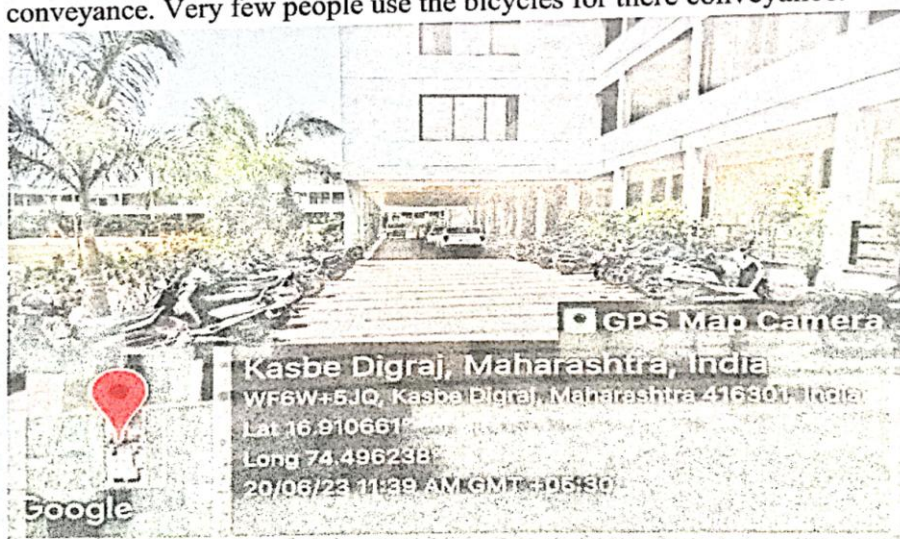 conveyance. Very few people use the bicycles for there conveyance.
GPS Map Camera
Kasbe Digraj, Maharashtra, India
WF6W+5JQ, Kasbe Digraj, Maharashtra 416301, India
Lat 16.910661°
Long 74.496238°
20/06/23 11:39 AM GMT +05:30
Google